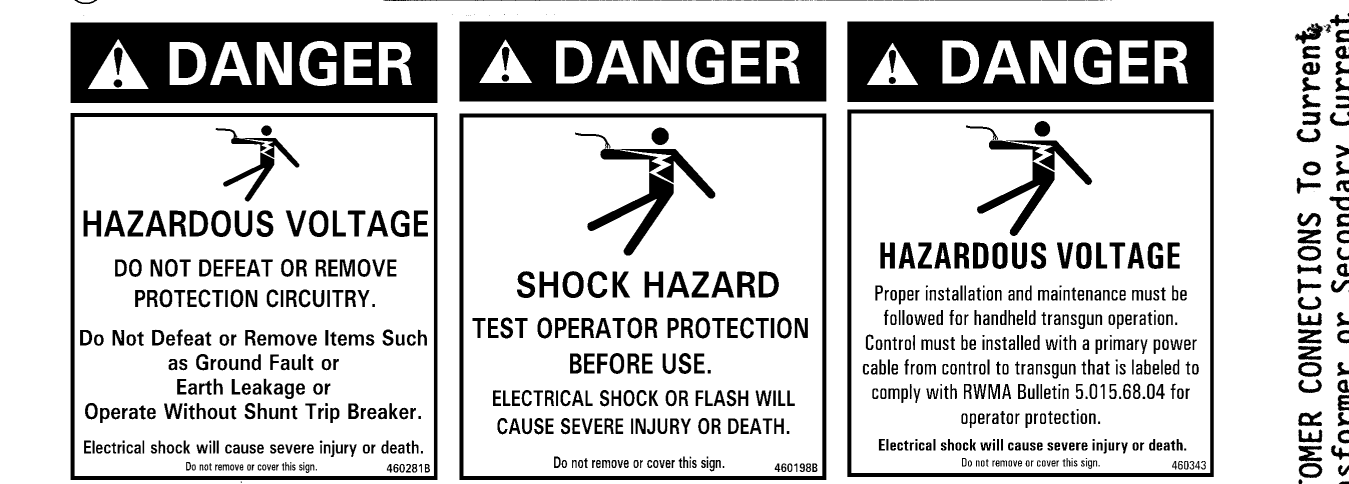 DANGER
HAZARDOUS VOLTAGE
DO NOT DEFEAT OR REMOVE
PROTECTION CIRCUITRY.
Do Not Defeat or Remove Items Such
as Ground Fault or
Earth Leakage or
Operate Without Shunt Trip Breaker.
Electrical shock will cause severe injury or death.
Do not remove or cover this sign.
460281B
DANGER
SHOCK HAZARD
TEST OPERATOR PROTECTION
BEFORE USE.
ELECTRICAL SHOCK OR FLASH WILL
CAUSE SEVERE INJURY OR DEATH.
Do not remove or cover this sign.
460198B
DANGER
HAZARDOUS VOLTAGE
Proper installation and maintenance must be
followed for handheld transgun operation.
Control must be installed with a primary power
cable from control to transgun that is labeled to
comply with RWMA Bulletin 5.015.68.04 for
operator protection.
Electrical shock will cause severe injury or death.
Do not remove or cover this sign.
460343
CONNECTIONS To Current
or Secondary Current